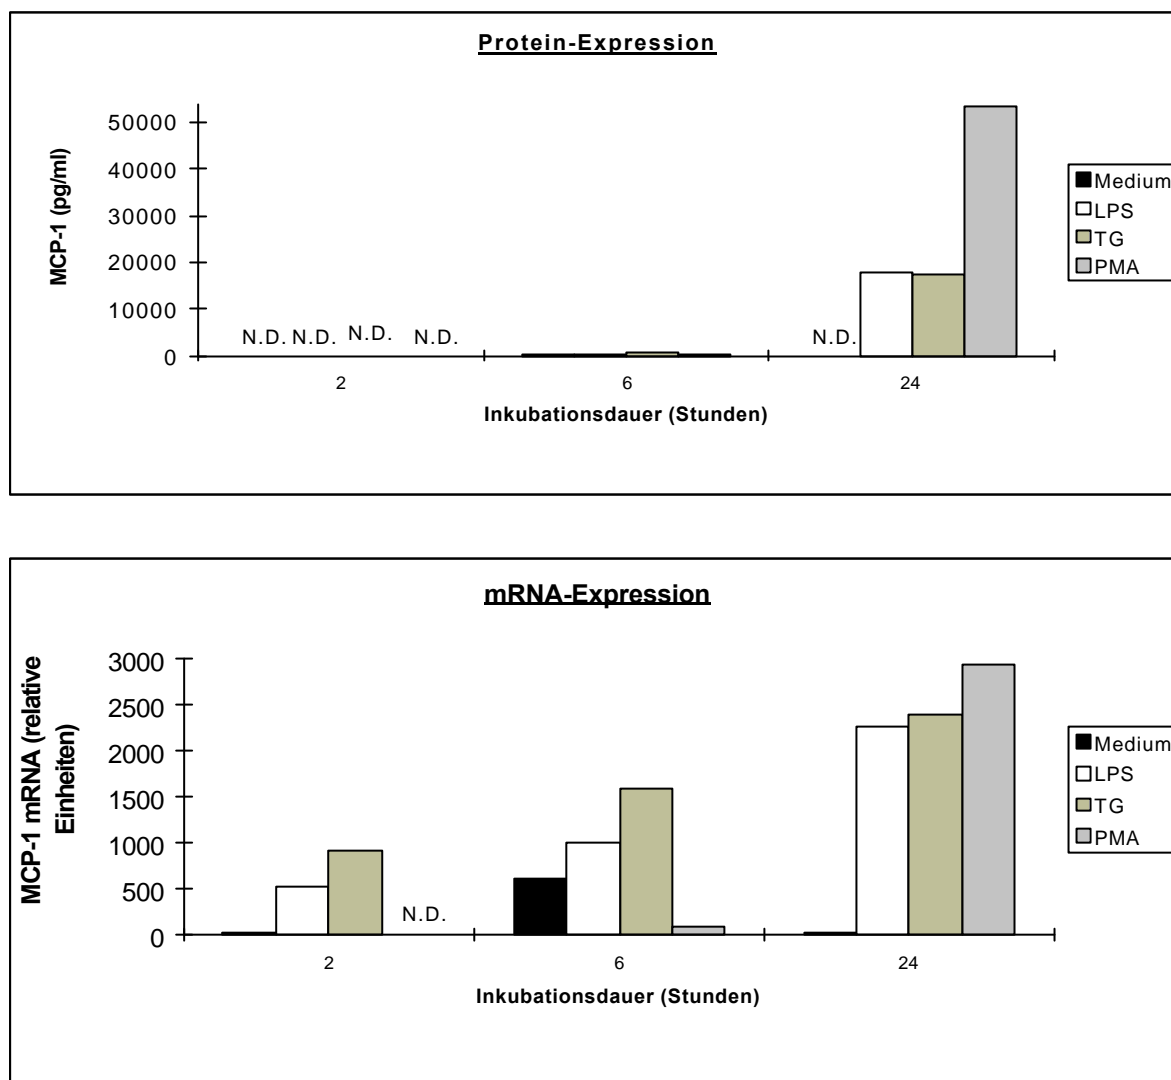 Protein-Expression
MCP-1 (pg/ml)
50000
40000
30000
20000
10000
0
N.D. N.D. N.D. N.D. N.D.
2 6 24
Inkubationsdauer (Stunden)
Medium
LPS
TG
PMA
mRNA-Expression
MCP-1 mRNA (relative
Einheiten)
3000
2500
2000
1500
1000
500
0
N.D.
2 6 24
Inkubationsdauer (Stunden)
Medium
LPS
TG
PMA